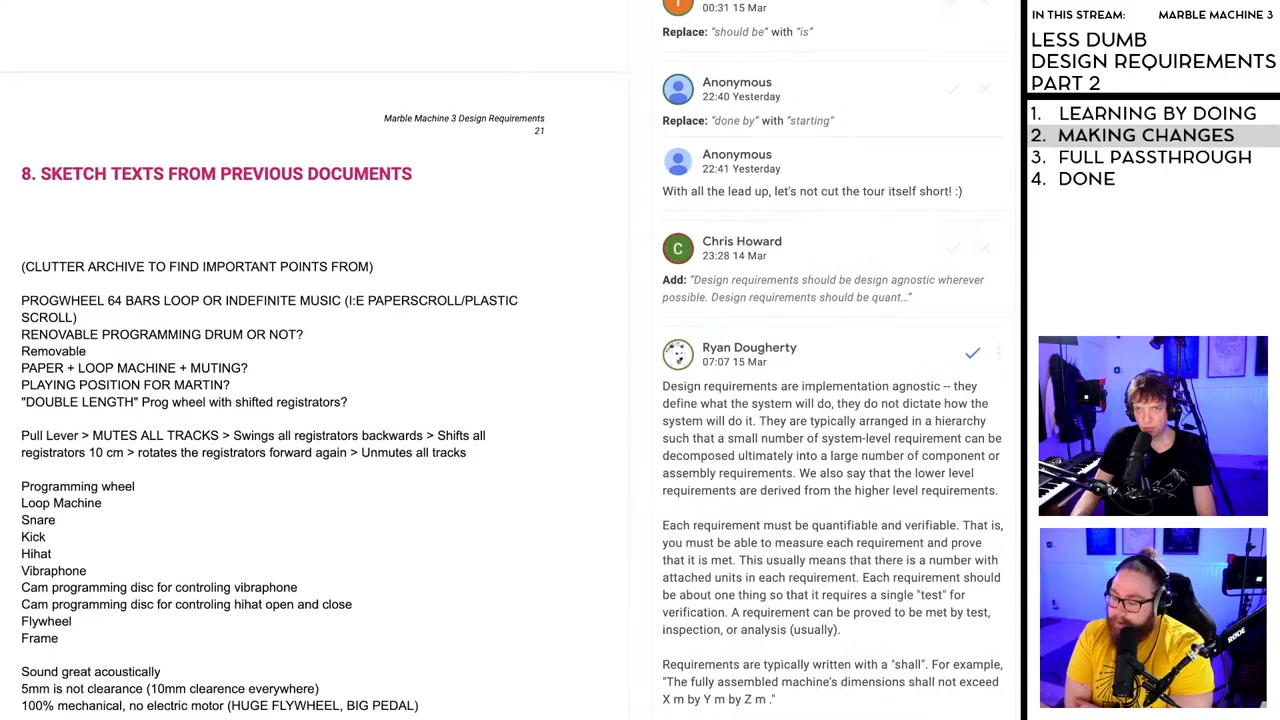 Marble Machine 3 Design Requirements
21
8. SKETCH TEXTS FROM PREVIOUS DOCUMENTS
(CLUTTER ARCHIVE TO FIND IMPORTANT POINTS FROM)
PROGWHEEL 64 BARS LOOP OR INDEFINITE MUSIC (I:E PAPERSCROLL/PLASTIC
SCROLL)
RENOVABLE PROGRAMMING DRUM OR NOT?
Removable
PAPER + LOOP MACHINE + MUTING?
PLAYING POSITION FOR MARTIN?
"DOUBLE LENGTH" Prog wheel with shifted registrators?
Pull Lever > MUTES ALL TRACKS > Swings all registrators backwards > Shifts all
registrators 10 cm > rotates the registrators forward again > Unmutes all tracks
Programming wheel
Loop Machine
Snare
Kick
Hihat
Vibraphone
Cam programming disc for controling vibraphone
Cam programming disc for controling hihat open and close
Flywheel
Frame
Sound great acoustically
5mm is not clearance (10mm clearence everywhere)
100% mechanical, no electric motor (HUGE FLYWHEEL, BIG PEDAL)
00:31 15 Mar
Replace: "should be" with "is"
Anonymous
22:40 Yesterday
Replace: "done by" with "starting"
Anonymous
22:41 Yesterday
With all the lead up, let's not cut the tour itself short! :)
C
Chris Howard
23:28 14 Mar
Add: "Design requirements should be design agnostic wherever
possible. Design requirements should be quant..."
Ryan Dougherty
07:07 15 Mar
Design requirements are implementation agnostic -- they
define what the system will do, they do not dictate how the
system will do it. They are typically arranged in a hierarchy
such that a small number of system-level requirement can be
decomposed ultimately into a large number of component or
assembly requirements. We also say that the lower level
requirements are derived from the higher level requirements.
Each requirement must be quantifiable and verifiable. That is,
you must be able to measure each requirement and prove
that it is met. This usually means that there is a number with
attached units in each requirement. Each requirement should
be about one thing so that it requires a single "test" for
verification. A requirement can be proved to be met by test,
inspection, or analysis (usually).
Requirements are typically written with a "shall". For example,
"The fully assembled machine's dimensions shall not exceed
X m by Y m by Z m ."
IN THIS STREAM: MARBLE MACHINE 3
LESS DUMB
DESIGN REQUIREMENTS
PART 2
1. LEARNING BY DOING
2. MAKING CHANGES
3. FULL PASSTHROUGH
4. DONE
RØDE